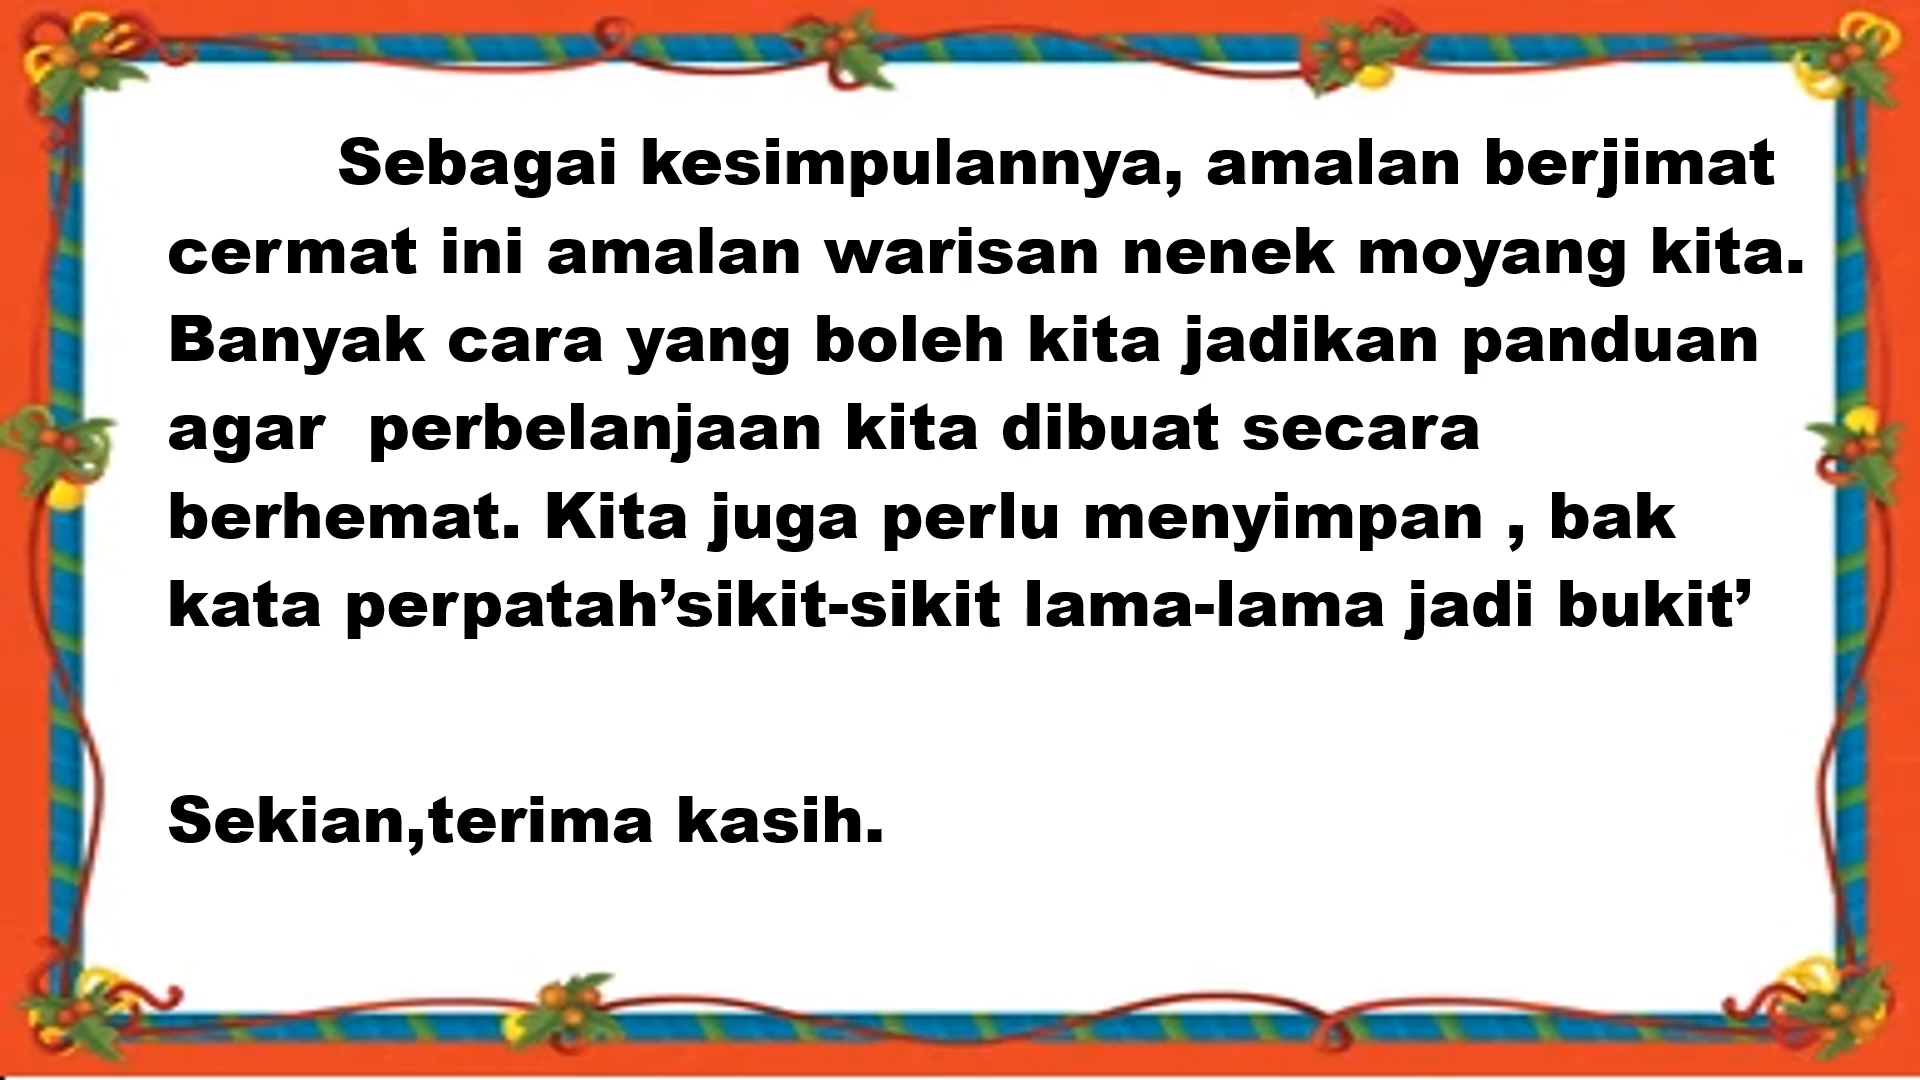 Sebagai kesimpulannya, amalan berjimat
cermat ini amalan warisan nenek moyang kita.
Banyak cara yang boleh kita jadikan panduan
agar  perbelanjaan kita dibuat secara
berhemat. Kita juga perlu menyimpan , bak
kata perpatah’sikit-sikit lama-lama jadi bukit’
Sekian,terima kasih.